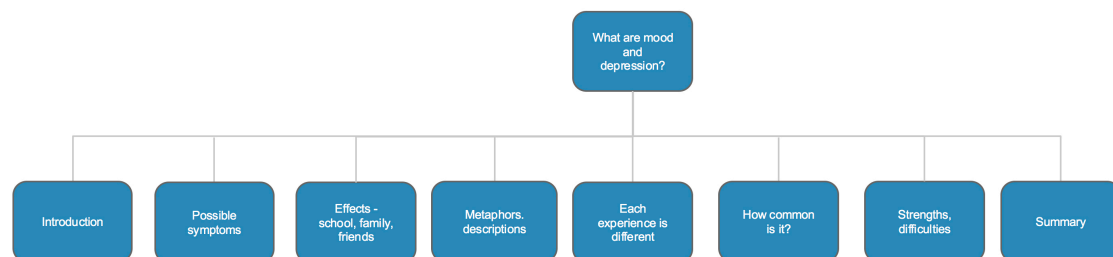 What are mood
and
depression?
Introduction
Possible
symptoms
Effects -
school, family,
friends
Metaphors.
descriptions
Each
experience is
different
How common
is it?
Strengths,
difficulties
Summary